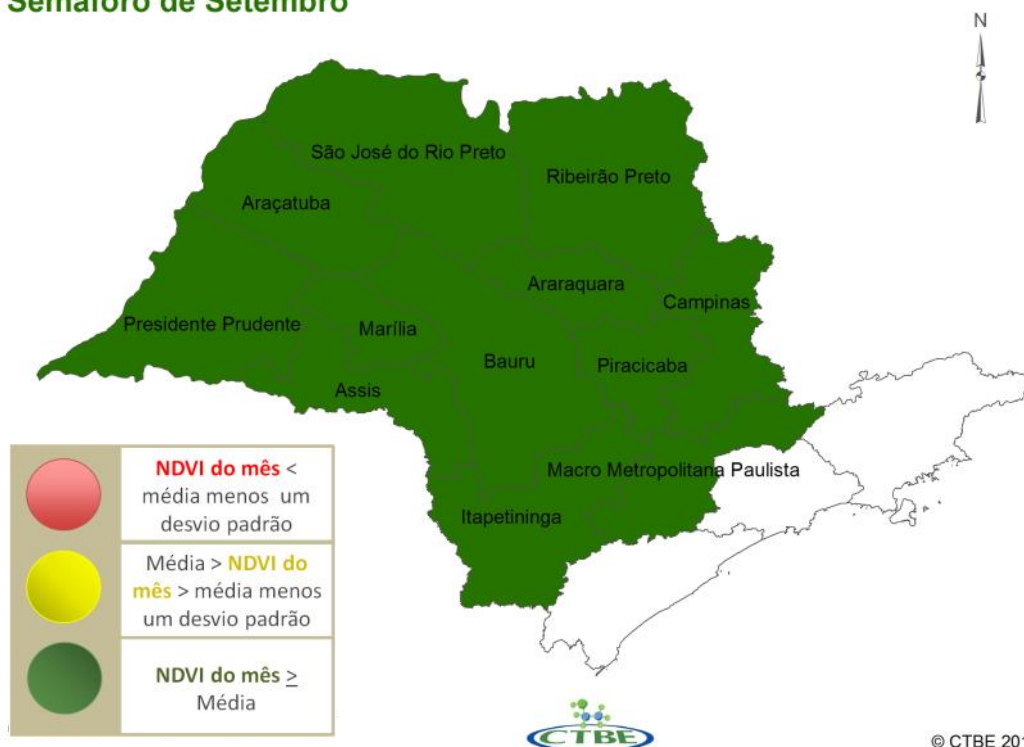 Semáforo de Setembro
N
São José do Rio Preto
Ribeirão Preto
Araçatuba
Araraquara
Campinas
Presidente Prudente
Marília
Bauru
Piracicaba
Assis
Macro Metropolitana Paulista
Itapetininga
NDVI do mês <
média menos um
desvio padrão
Média > NDVI do
mês > média menos
um desvio padrão
NDVI do mês ≥
Média
CTBE
© CTBE 201